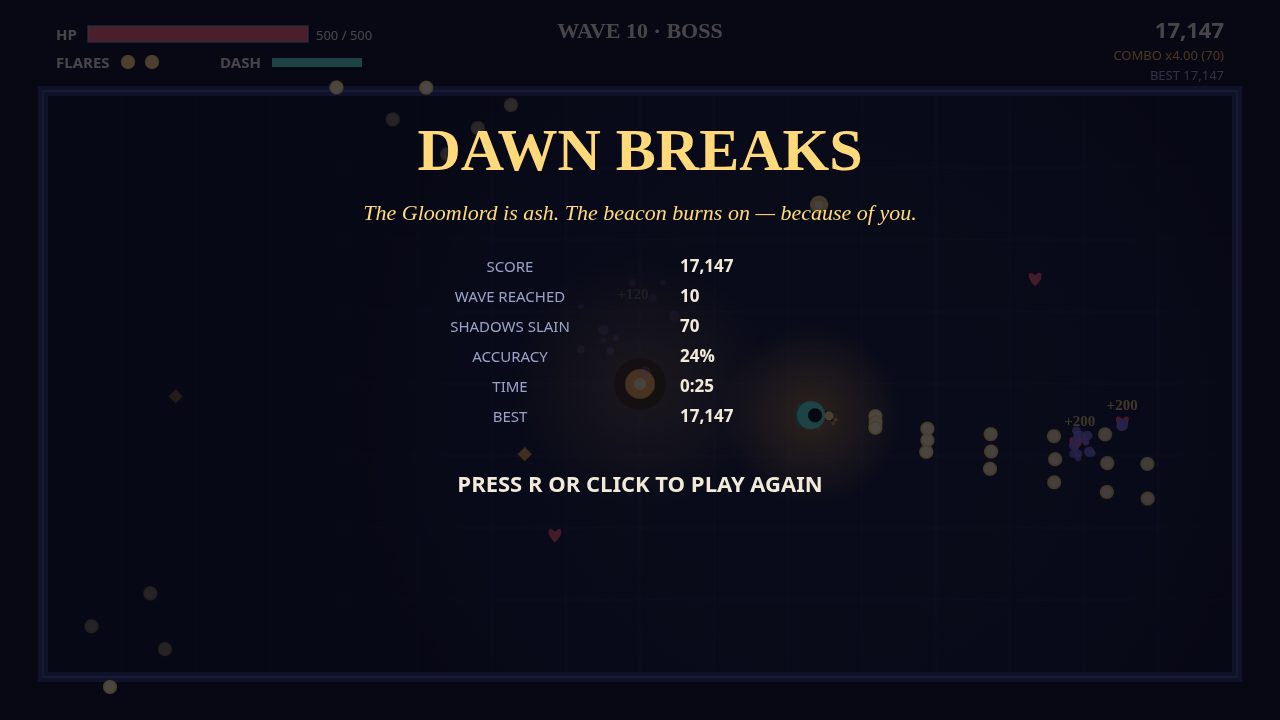 HP 500 / 500
WAVE 10 · BOSS
17,147
FLARES DASH
COMBO x4.00 (70)
BEST 17,147
DAWN BREAKS
The Gloomlord is ash. The beacon burns on — because of you.
SCORE 17,147
+120
WAVE REACHED 10
SHADOWS SLAIN 70
ACCURACY 24%
TIME 0:25
BEST 17,147
+200
+200
PRESS R OR CLICK TO PLAY AGAIN